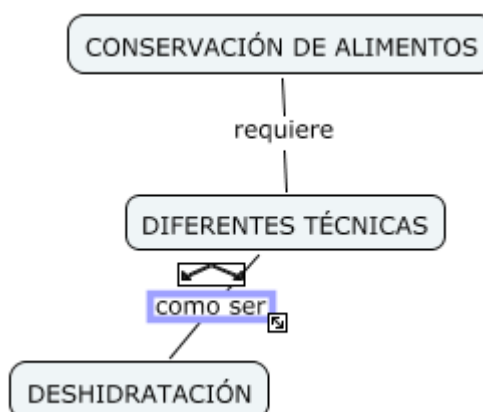 CONSERVACIÓN DE ALIMENTOS
requiere
DIFERENTES TÉCNICAS
como ser
DESHIDRATACIÓN